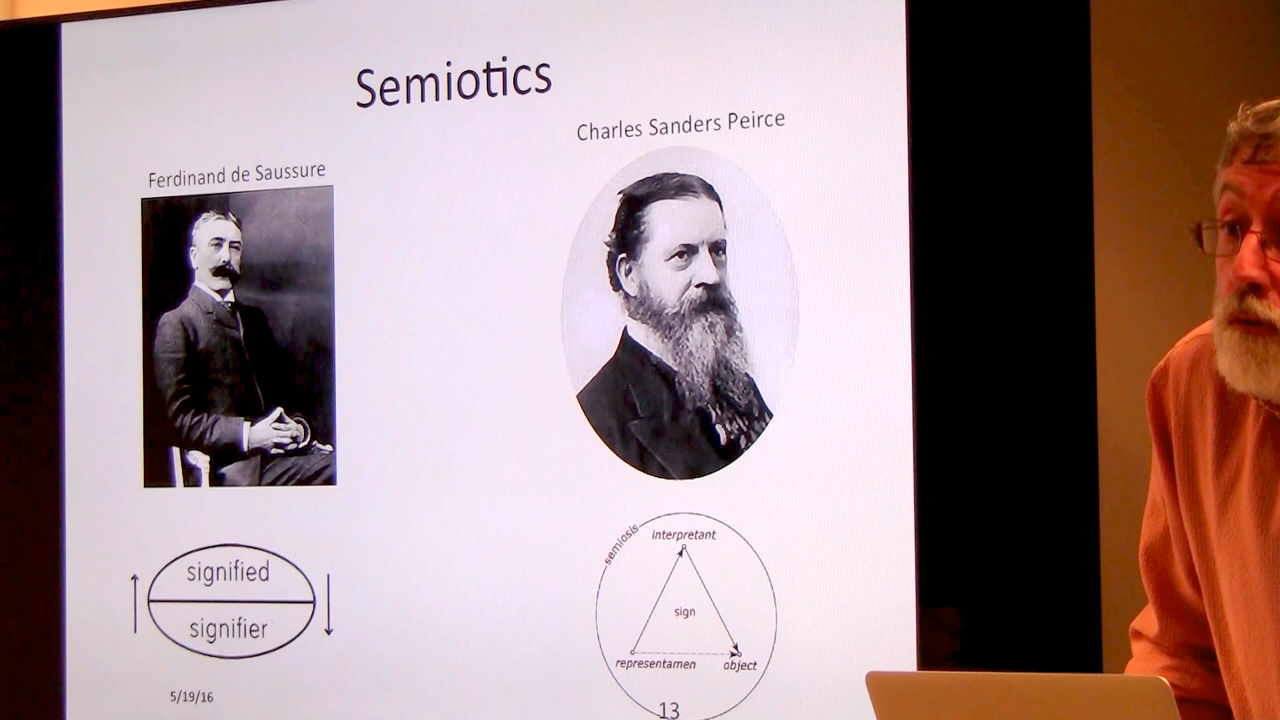 Semiotics
Ferdinand de Saussure
Charles Sanders Peirce
signified
signifier
semiosis
interpretant
sign
representamen
object
5/19/16
13